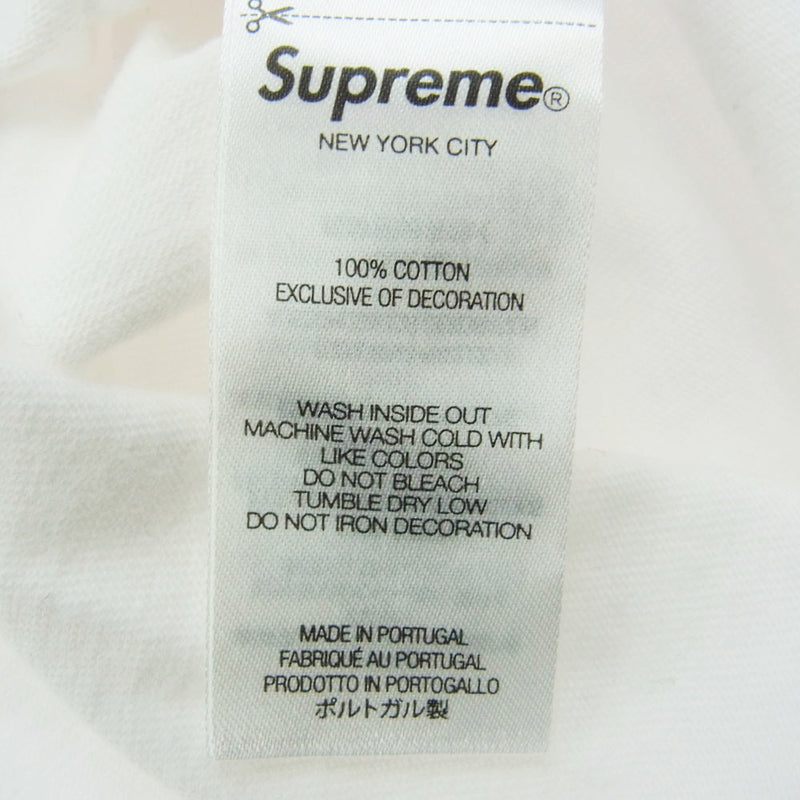 Supreme®
NEW YORK CITY
100% COTTON
EXCLUSIVE OF DECORATION
WASH INSIDE OUT
MACHINE WASH COLD WITH
LIKE COLORS
DO NOT BLEACH
TUMBLE DRY LOW
DO NOT IRON DECORATION
MADE IN PORTUGAL
FABRIQUÉ AU PORTUGAL
PRODOTTO IN PORTOGALLO
ポルトガル製